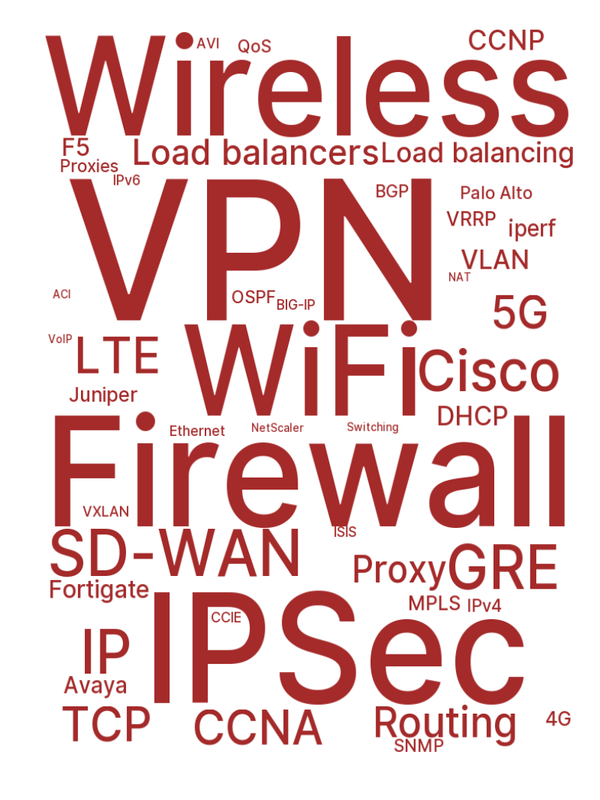 Wireless
AVI
QoS
CCNP
F5
Load balancers
Load balancing
Proxies
IPv6
VPN
BGP
Palo Alto
VRRP
iperf
VLAN
NAT
ACI
OSPF
BIG-IP
5G
VoIP
LTE
WiFi
Cisco
Juniper
DHCP
Ethernet
NetScaler
Switching
Firewall
VXLAN
ISIS
SD-WAN
Proxy
GRE
Fortigate
MPLS
IPv4
IPSec
CCIE
IP
Avaya
TCP
CCNA
Routing
4G
SNMP